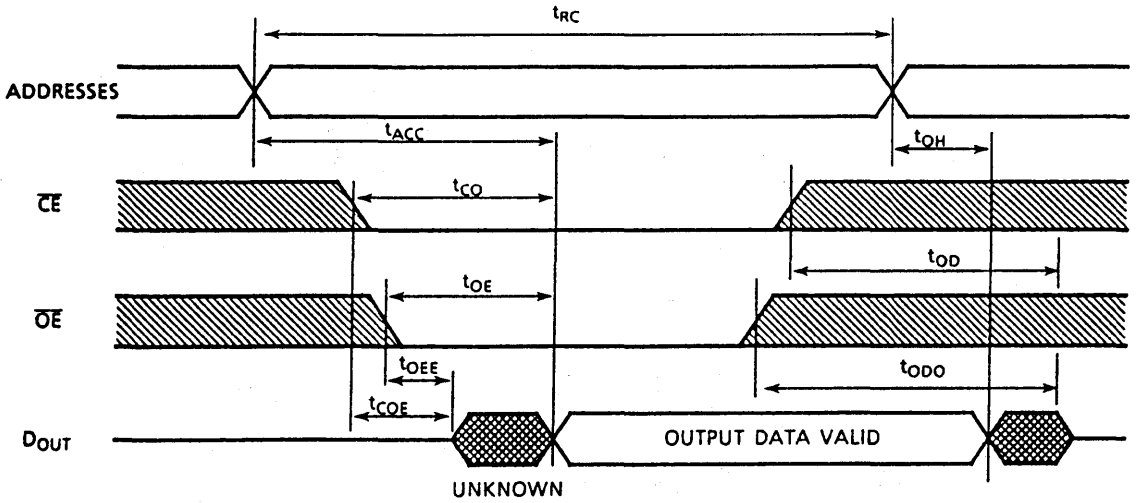 tRC
ADDRESSES
tACC
tOH
CE
tCO
tOD
OE
tOE
tOEE
tODO
tCOE
DOUT
OUTPUT DATA VALID
UNKNOWN